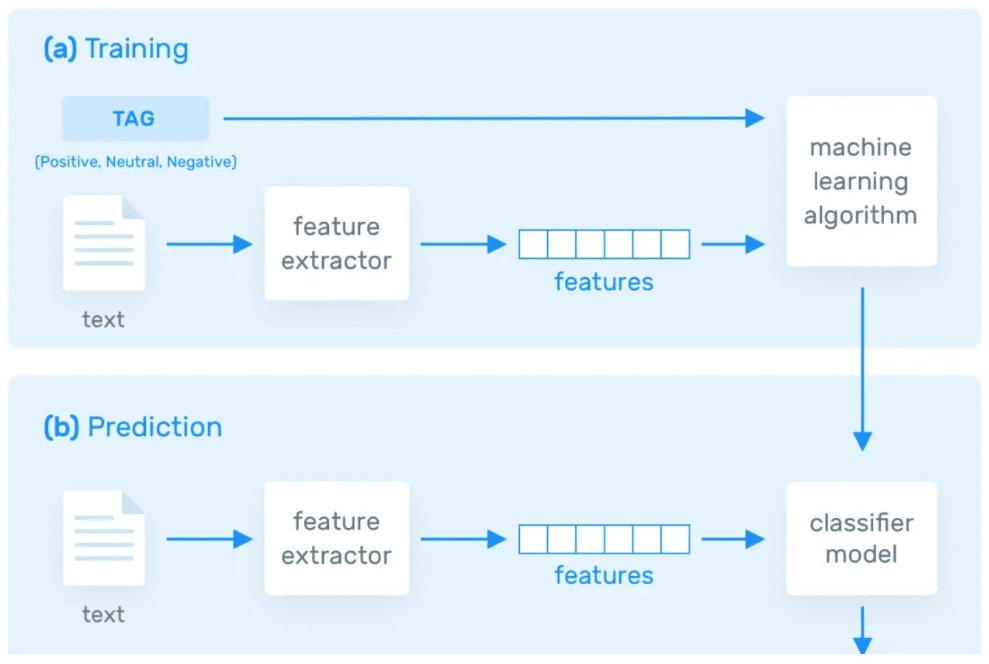 (a) Training
TAG
(Positive, Neutral, Negative)
machine
learning
algorithm
feature
extractor
features
text
(b) Prediction
feature
extractor
features
classifier
model
text